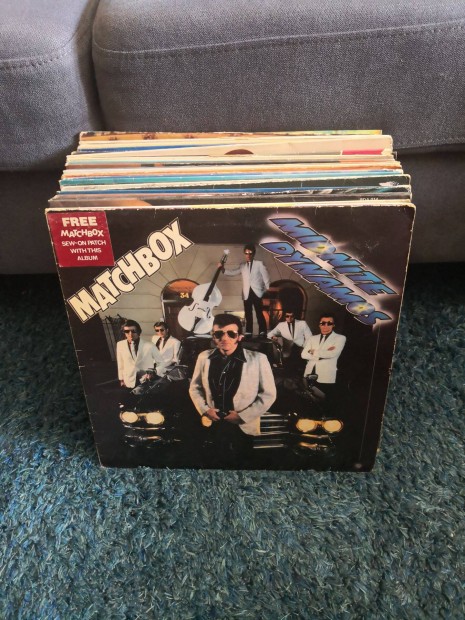 FREE
MATCHBOX
SEW-ON PATCH
WITH THIS
ALBUM
MATCHBOX
MIDNITE
DYNAMOS